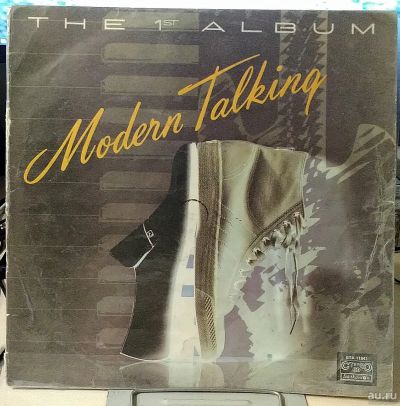 THE 1ST ALBUM
Modern Talking
au.ru